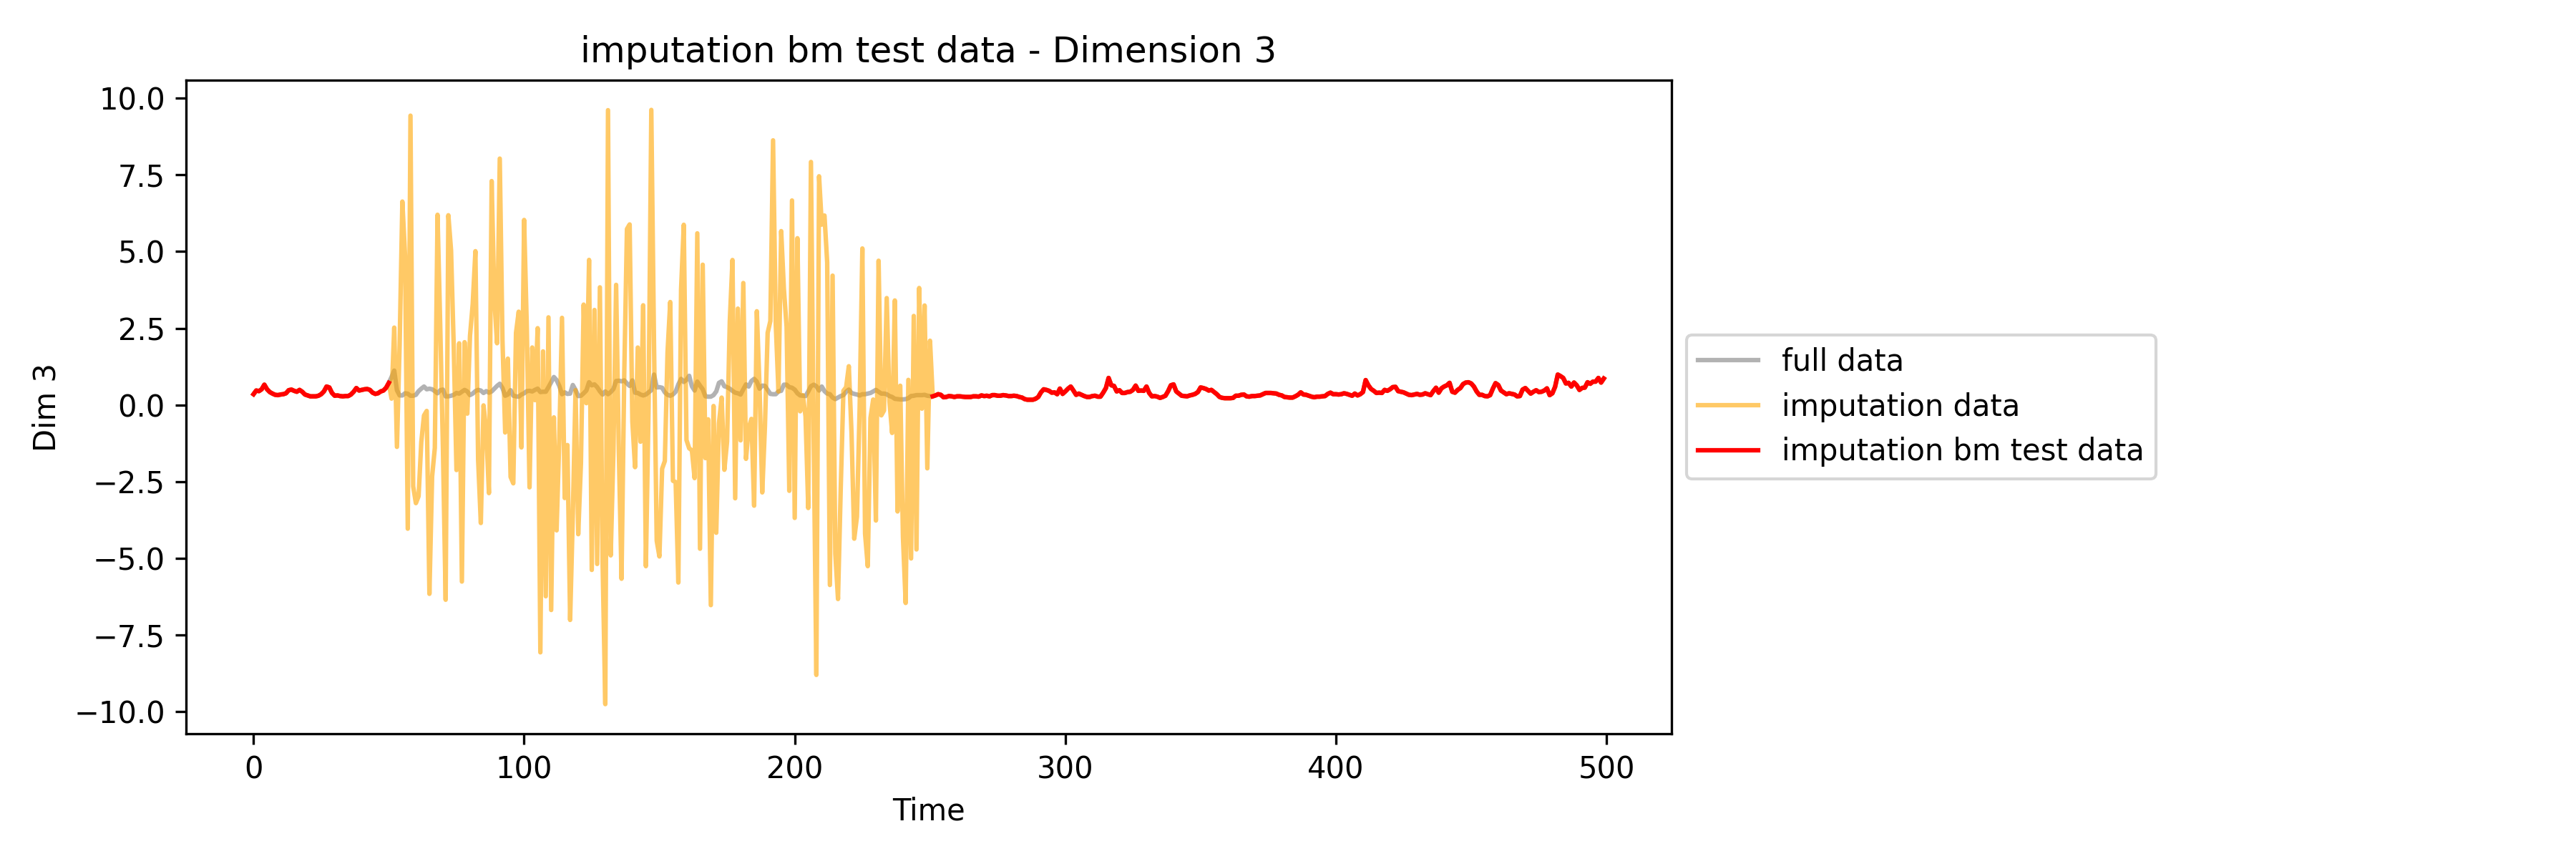 imputation bm test data - Dimension 3
10.0
7.5
5.0
2.5
0.0
−2.5
−5.0
−7.5
−10.0
Dim 3
0 100 200 300 400 500
Time
full data
imputation data
imputation bm test data